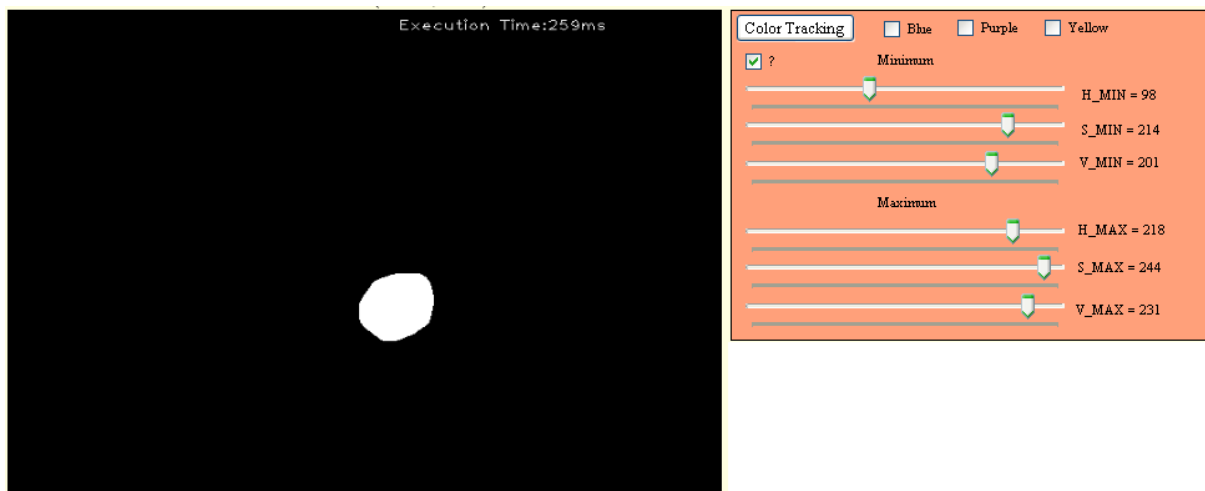 Execution Time:259ms
Color Tracking
Blue
Purple
Yellow
?
Minimum
H_MIN = 98
S_MIN = 214
V_MIN = 201
Maximum
H_MAX = 218
S_MAX = 244
V_MAX = 231